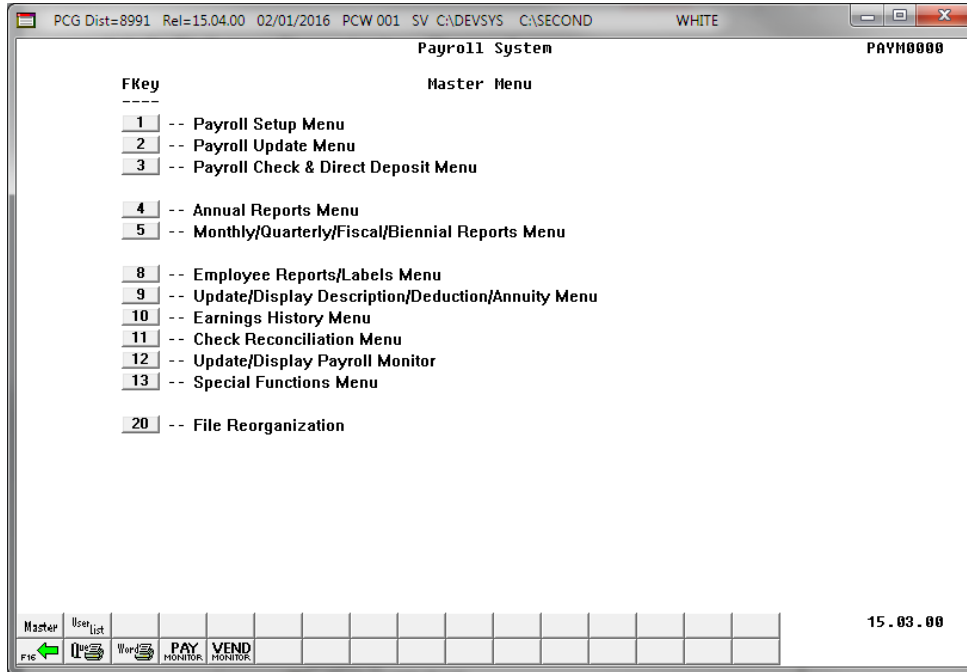 PCG Dist=8991 Rel=15.04.00 02/01/2016 PCW 001 SV C:\DEVSYS C:\SECOND WHITE
Payroll System PAYM0000
FKey Master Menu
----
1 -- Payroll Setup Menu
2 -- Payroll Update Menu
3 -- Payroll Check & Direct Deposit Menu
4 -- Annual Reports Menu
5 -- Monthly/Quarterly/Fiscal/Biennial Reports Menu
8 -- Employee Reports/Labels Menu
9 -- Update/Display Description/Deduction/Annuity Menu
10 -- Earnings History Menu
11 -- Check Reconciliation Menu
12 -- Update/Display Payroll Monitor
13 -- Special Functions Menu
20 -- File Reorganization
Master User List 15.03.00
F16 Que Word PAY MONITOR VEND MONITOR